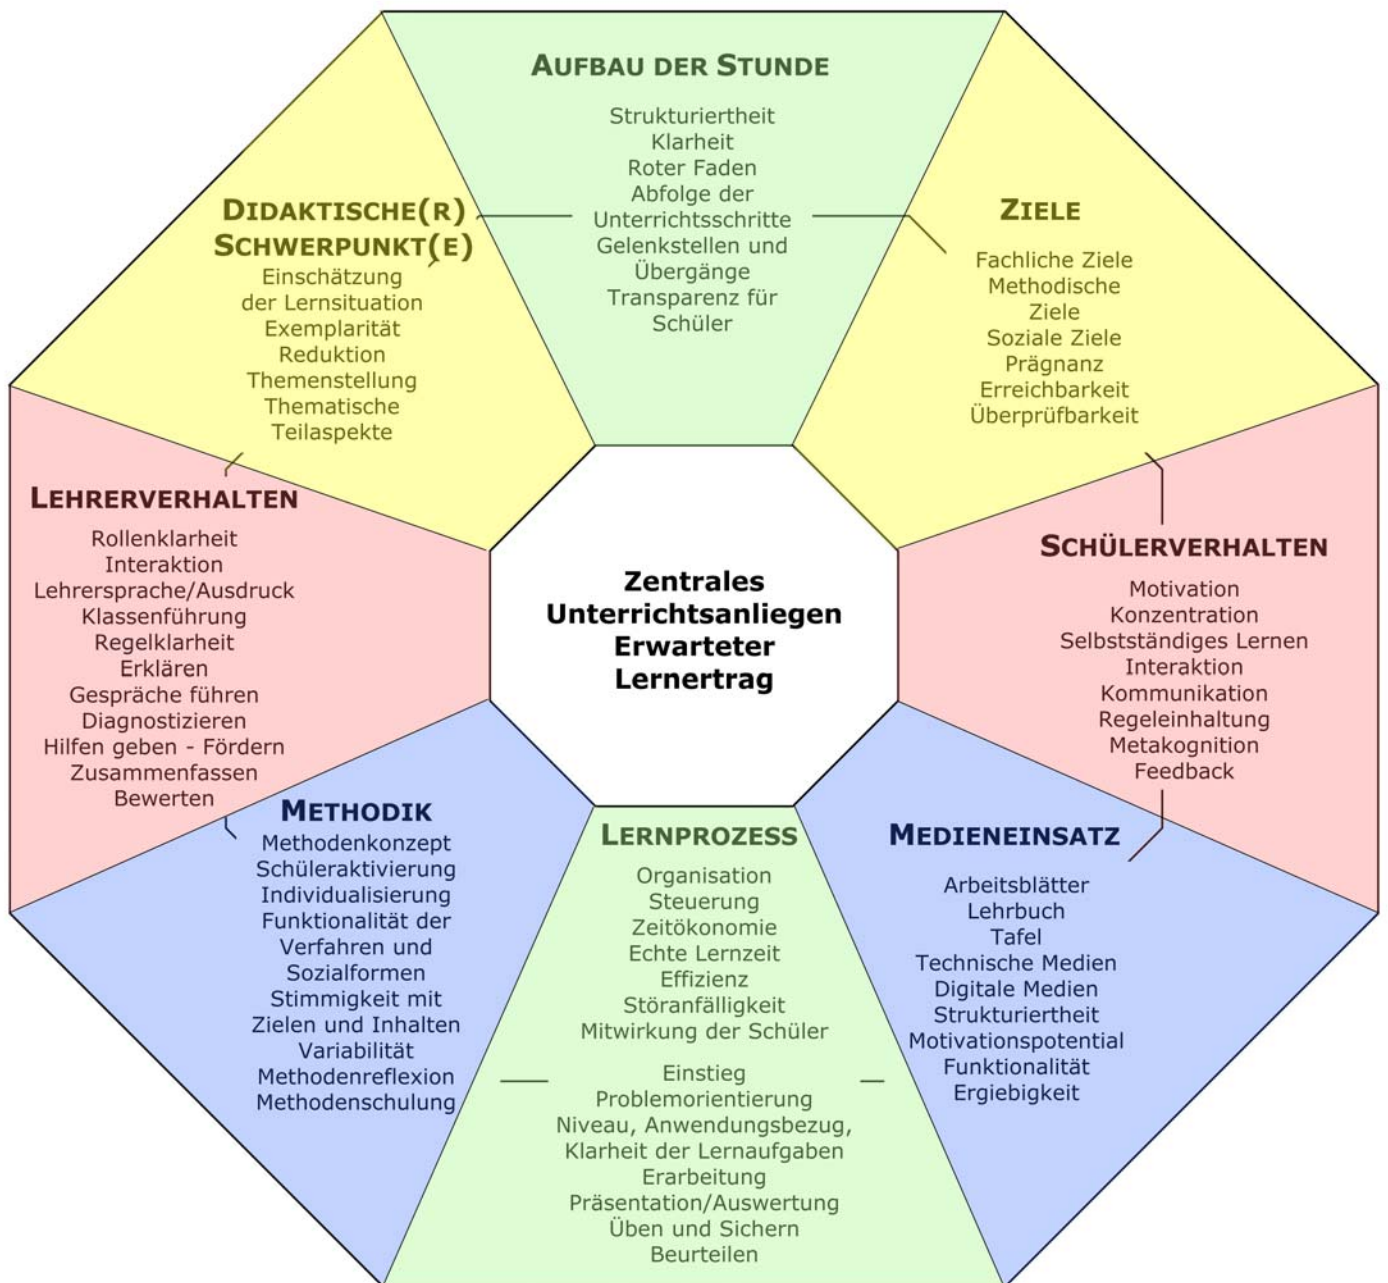 AUFBAU DER STUNDE
Strukturiertheit
Klarheit
Roter Faden
Abfolge der
Unterrichtsschritte
Gelenkstellen und
Übergänge
Transparenz für
Schüler
DIDAKTISCHE(R)
SCHWERPUNKT(E)
Einschätzung
der Lernsituation
Exemplarität
Reduktion
Themenstellung
Thematische
Teilaspekte
ZIELE
Fachliche Ziele
Methodische
Ziele
Soziale Ziele
Prägnanz
Erreichbarkeit
Überprüfbarkeit
LEHRERVERHALTEN
Rollenklarheit
Interaktion
Lehrersprache/Ausdruck
Klassenführung
Regelklarheit
Erklären
Gespräche führen
Diagnostizieren
Hilfen geben - Fördern
Zusammenfassen
Bewerten
Zentrales
Unterrichtsanliegen
Erwarteter
Lernertrag
SCHÜLERVERHALTEN
Motivation
Konzentration
Selbstständiges Lernen
Interaktion
Kommunikation
Regeleinhaltung
Metakognition
Feedback
METHODIK
Methodenkonzept
Schüleraktivierung
Individualisierung
Funktionalität der
Verfahren und
Sozialformen
Stimmigkeit mit
Zielen und Inhalten
Variabilität
Methodenreflexion
Methodenschulung
LERNPROZESS
Organisation
Steuerung
Zeitökonomie
Echte Lernzeit
Effizienz
Störanfälligkeit
Mitwirkung der Schüler
Einstieg
Problemorientierung
Niveau, Anwendungsbezug,
Klarheit der Lernaufgaben
Erarbeitung
Präsentation/Auswertung
Üben und Sichern
Beurteilen
MEDIENEINSATZ
Arbeitsblätter
Lehrbuch
Tafel
Technische Medien
Digitale Medien
Strukturiertheit
Motivationspotential
Funktionalität
Ergiebigkeit